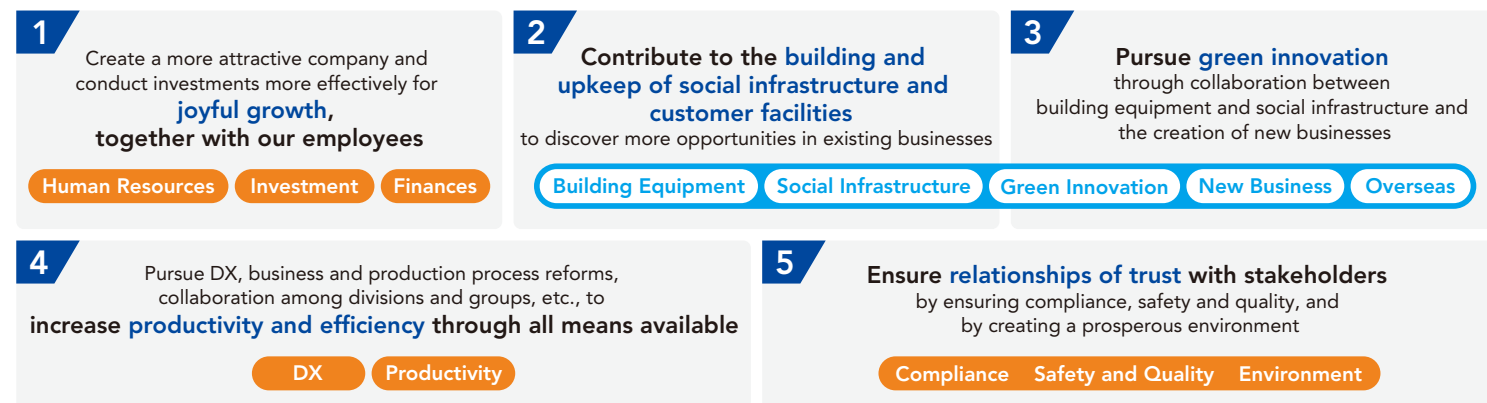 1
Create a more attractive company and
conduct investments more effectively for
joyful growth,
together with our employees
Human Resources Investment Finances
2
Contribute to the building and
upkeep of social infrastructure and
customer facilities
to discover more opportunities in existing businesses
3
Pursue green innovation
through collaboration between
building equipment and social infrastructure and
the creation of new businesses
Building Equipment Social Infrastructure Green Innovation New Business Overseas
4
Pursue DX, business and production process reforms,
collaboration among divisions and groups, etc., to
increase productivity and efficiency through all means available
DX Productivity
5
Ensure relationships of trust with stakeholders
by ensuring compliance, safety and quality, and
by creating a prosperous environment
Compliance Safety and Quality Environment